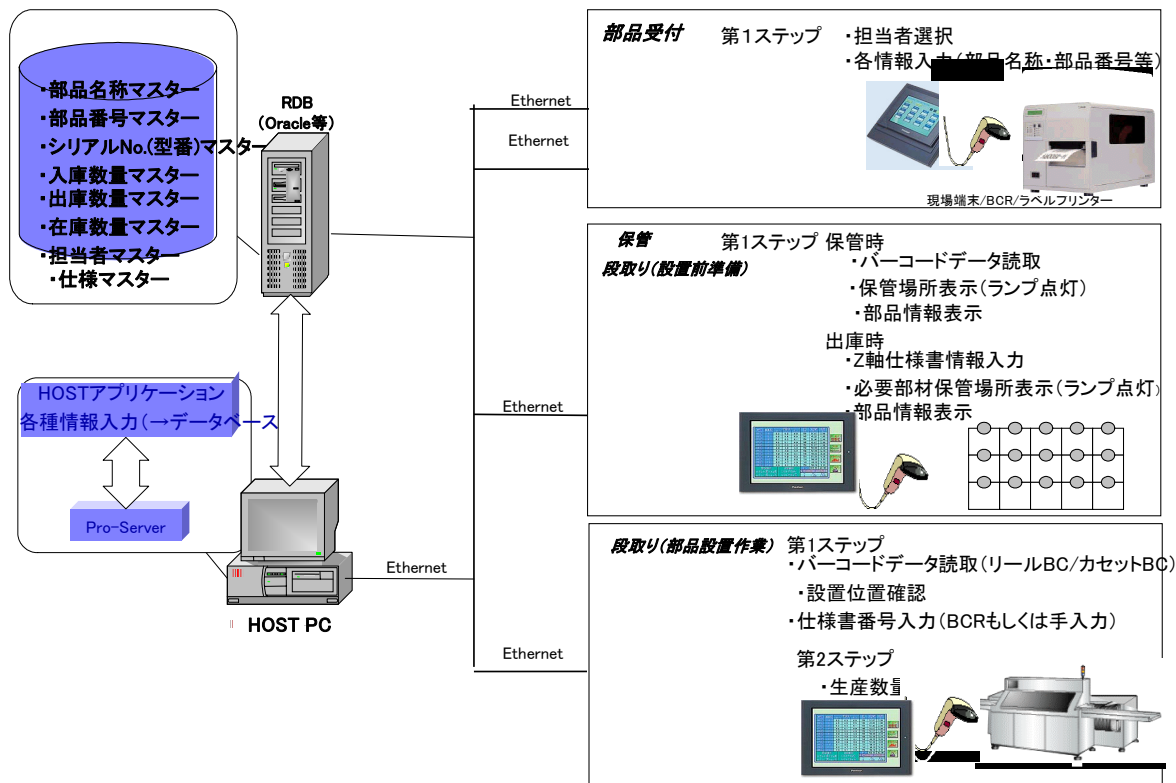 ・部品名称マスター
・部品番号マスター
・シリアルNo.(型番)マスター
・入庫数量マスター
・出庫数量マスター
・在庫数量マスター
・担当者マスター
・仕様マスター
RDB
(Oracle等)
HOSTアプリケーション
各種情報入力(→データベース
Pro-Server
HOST PC
Ethernet
Ethernet
Ethernet
Ethernet
Ethernet
部品受付 第1ステップ ・担当者選択
・各情報入力(部品名称・部品番号等)
現場端末/BCR/ラベルプリンター
保管 第1ステップ 保管時
段取り(設置前準備) ・バーコードデータ読取
・保管場所表示(ランプ点灯)
・部品情報表示
出庫時
・Z軸仕様書情報入力
・必要部材保管場所表示(ランプ点灯)
・部品情報表示
段取り(部品設置作業) 第1ステップ
・バーコードデータ読取(リールBC/カセットBC)
・設置位置確認
・仕様書番号入力(BCRもしくは手入力)
第2ステップ
・生産数量